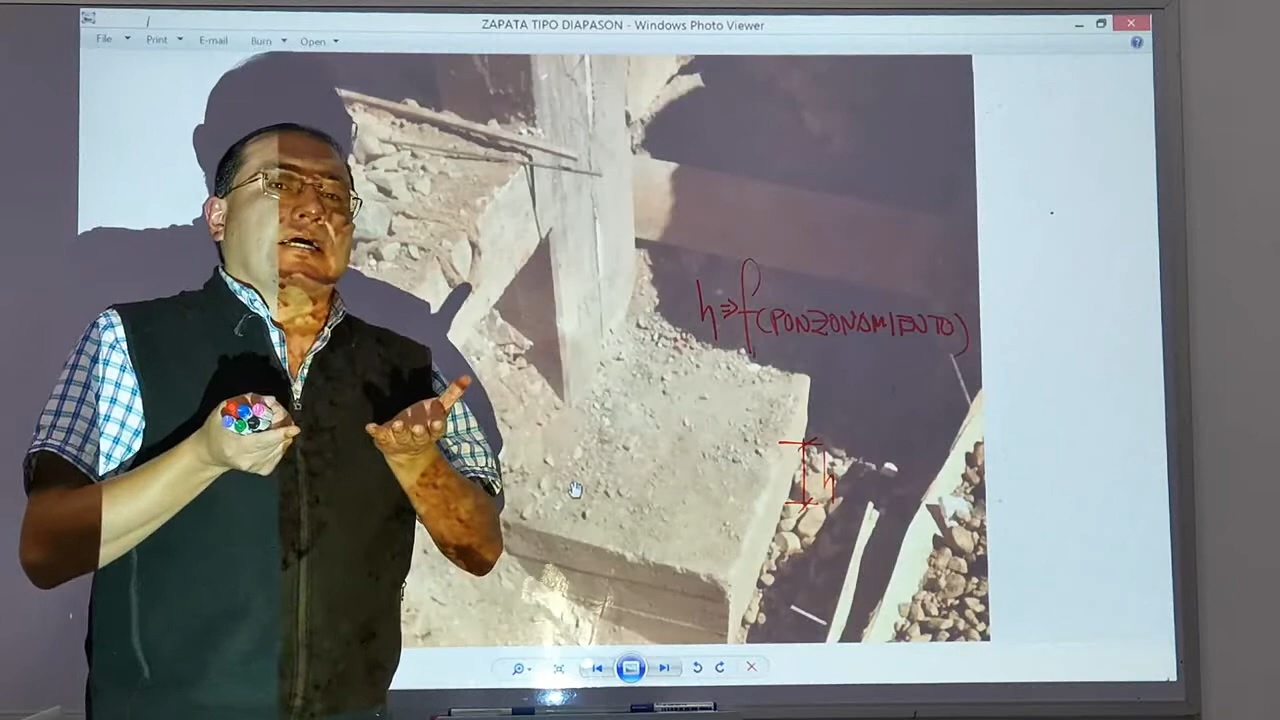 ZAPATA TIPO DIAPASON - Windows Photo Viewer
File Print E-mail Burn Open
h⇒f(PONZONAMIENTO)
h